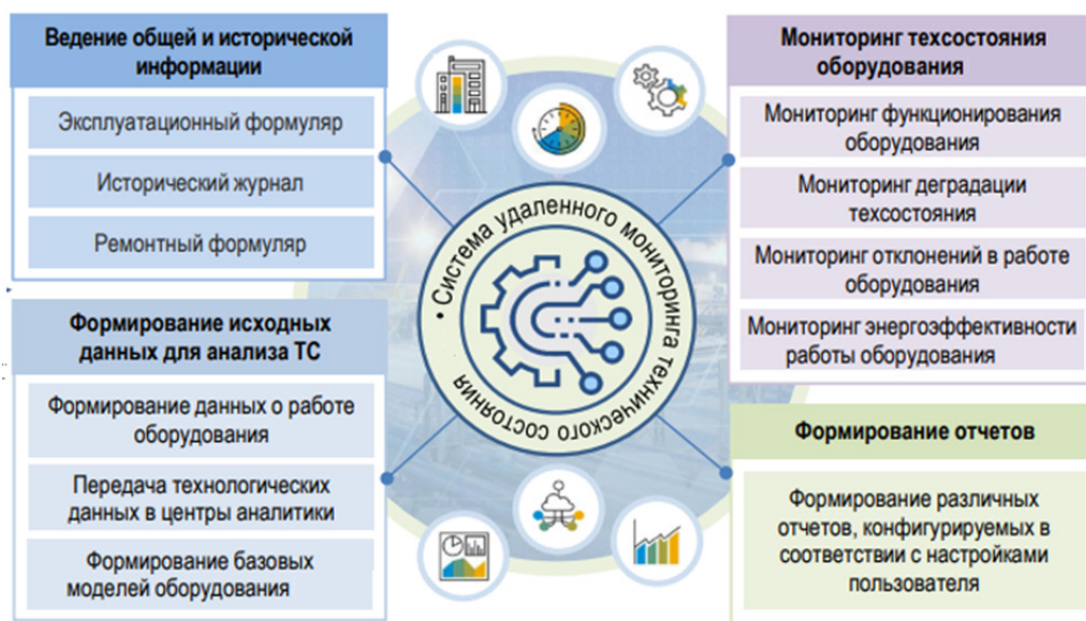 Ведение общей и исторической
информации
Эксплуатационный формуляр
Исторический журнал
Ремонтный формуляр
Формирование исходных
данных для анализа ТС
Формирование данных о работе
оборудования
Передача технологических
данных в центры аналитики
Формирование базовых
моделей оборудования
• Система удаленного мониторинга технического состояния
Мониторинг техсостояния
оборудования
Мониторинг функционирования
оборудования
Мониторинг деградации
техсостояния
Мониторинг отклонений в работе
оборудования
Мониторинг энергоэффективности
работы оборудования
Формирование отчетов
Формирование различных
отчетов, конфигурируемых в
соответствии с настройками
пользователя